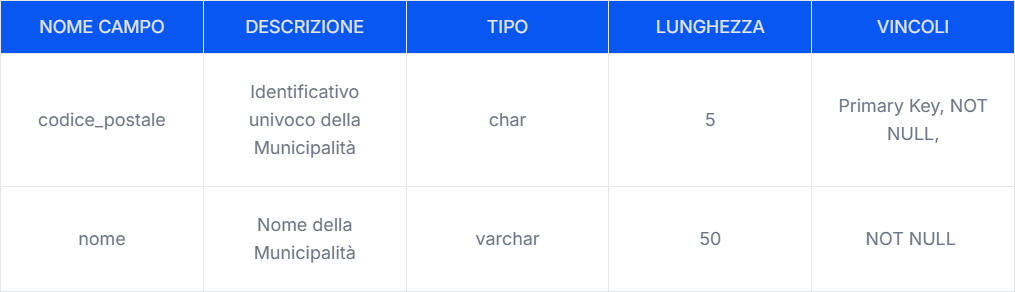 NOME CAMPO DESCRIZIONE TIPO LUNGHEZZA VINCOLI
codice_postale
Identificativo
univoco della
Municipalità
char
5
Primary Key, NOT
NULL,
nome
Nome della
Municipalità
varchar
50
NOT NULL